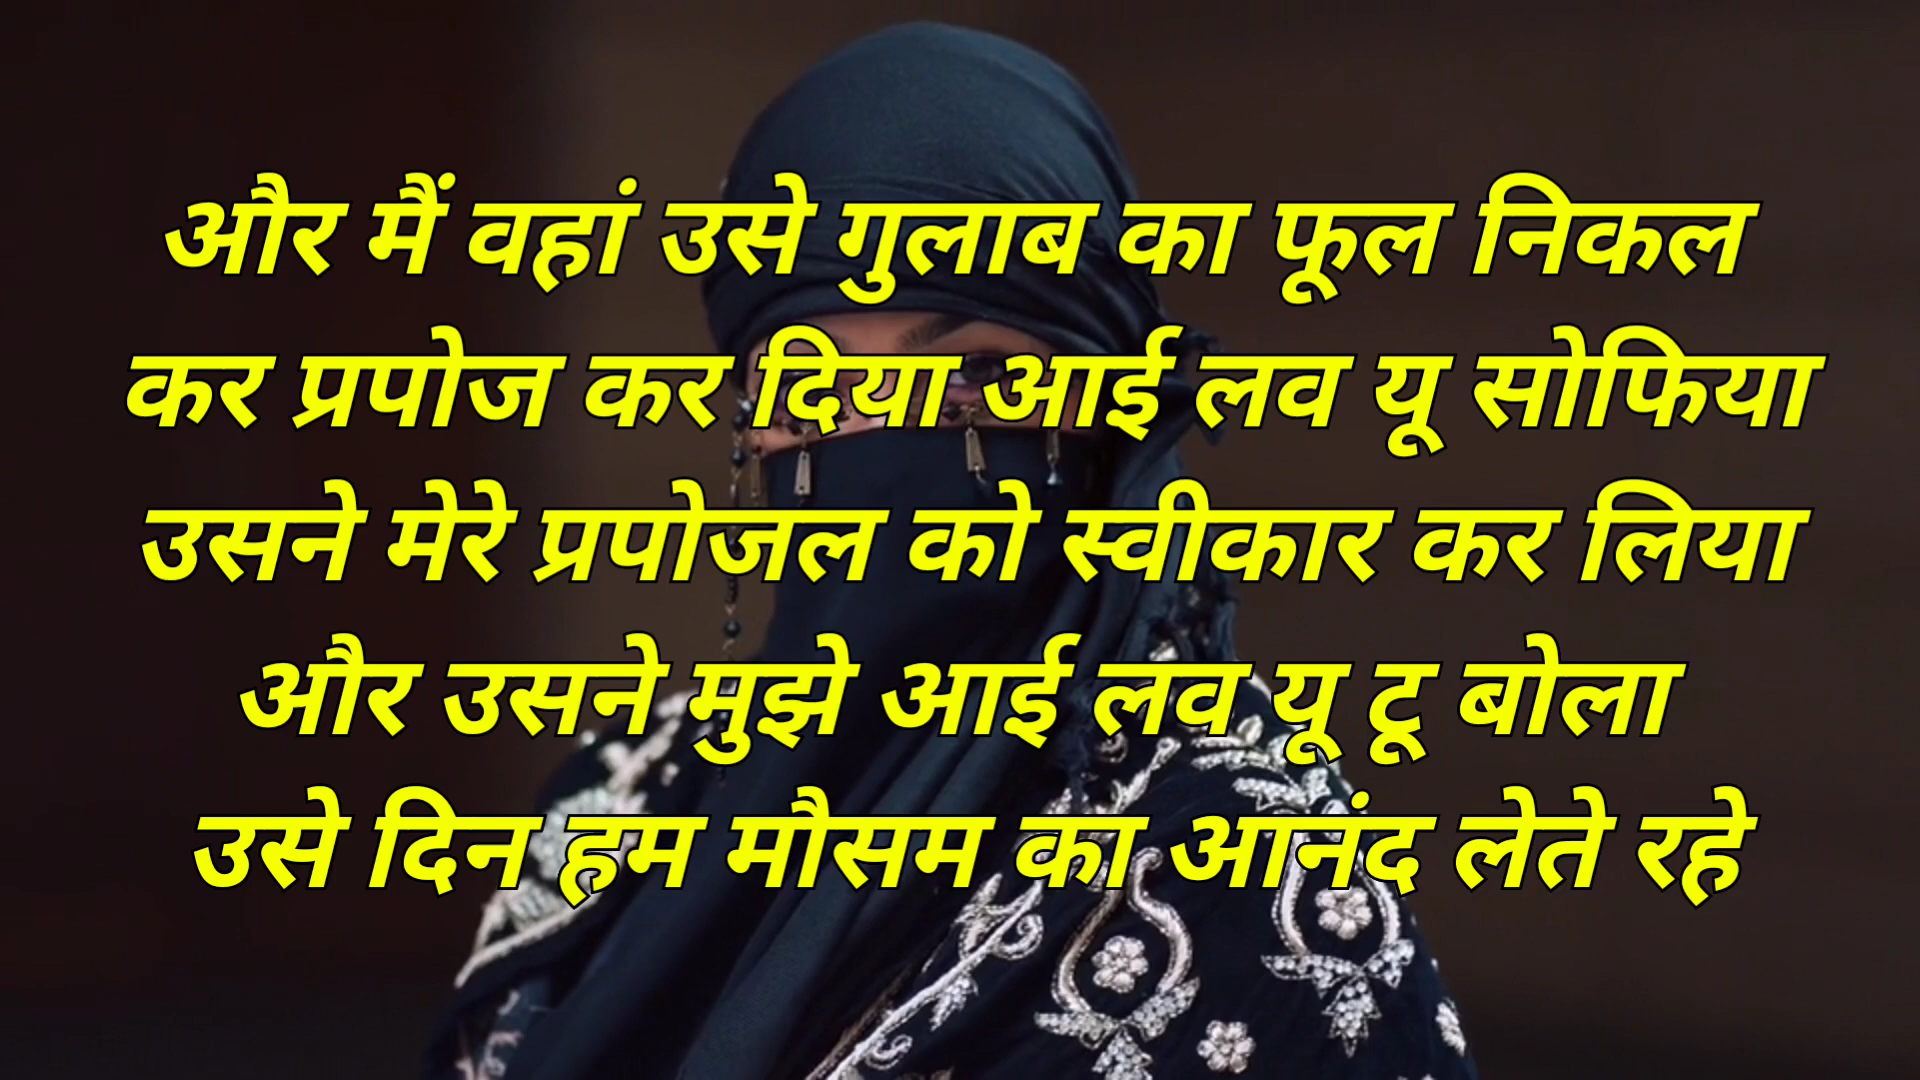 और मैं वहां उसे गुलाब का फूल निकल
कर प्रपोज कर दिया आई लव यू सोफिया
उसने मेरे प्रपोजल को स्वीकार कर लिया
और उसने मुझे आई लव यू टू बोला
उसे दिन हम मौसम का आनंद लेते रहे